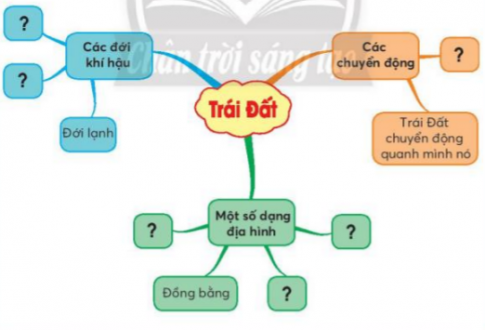 Chân trời sáng tạo
?
Các đới
khí hậu
?
Đới lạnh
Trái Đất
Các
chuyển động
?
Trái Đất
chuyển động
quanh mình nó
Một số dạng
địa hình
?
?
Đồng bằng
?